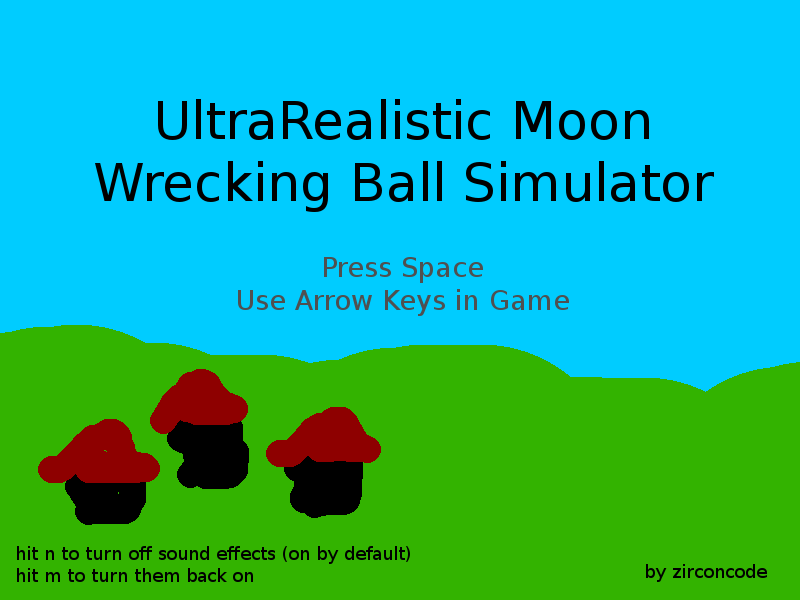 UltraRealistic Moon
Wrecking Ball Simulator
Press Space
Use Arrow Keys in Game
hit n to turn off sound effects (on by default)
hit m to turn them back on
by zirconcode